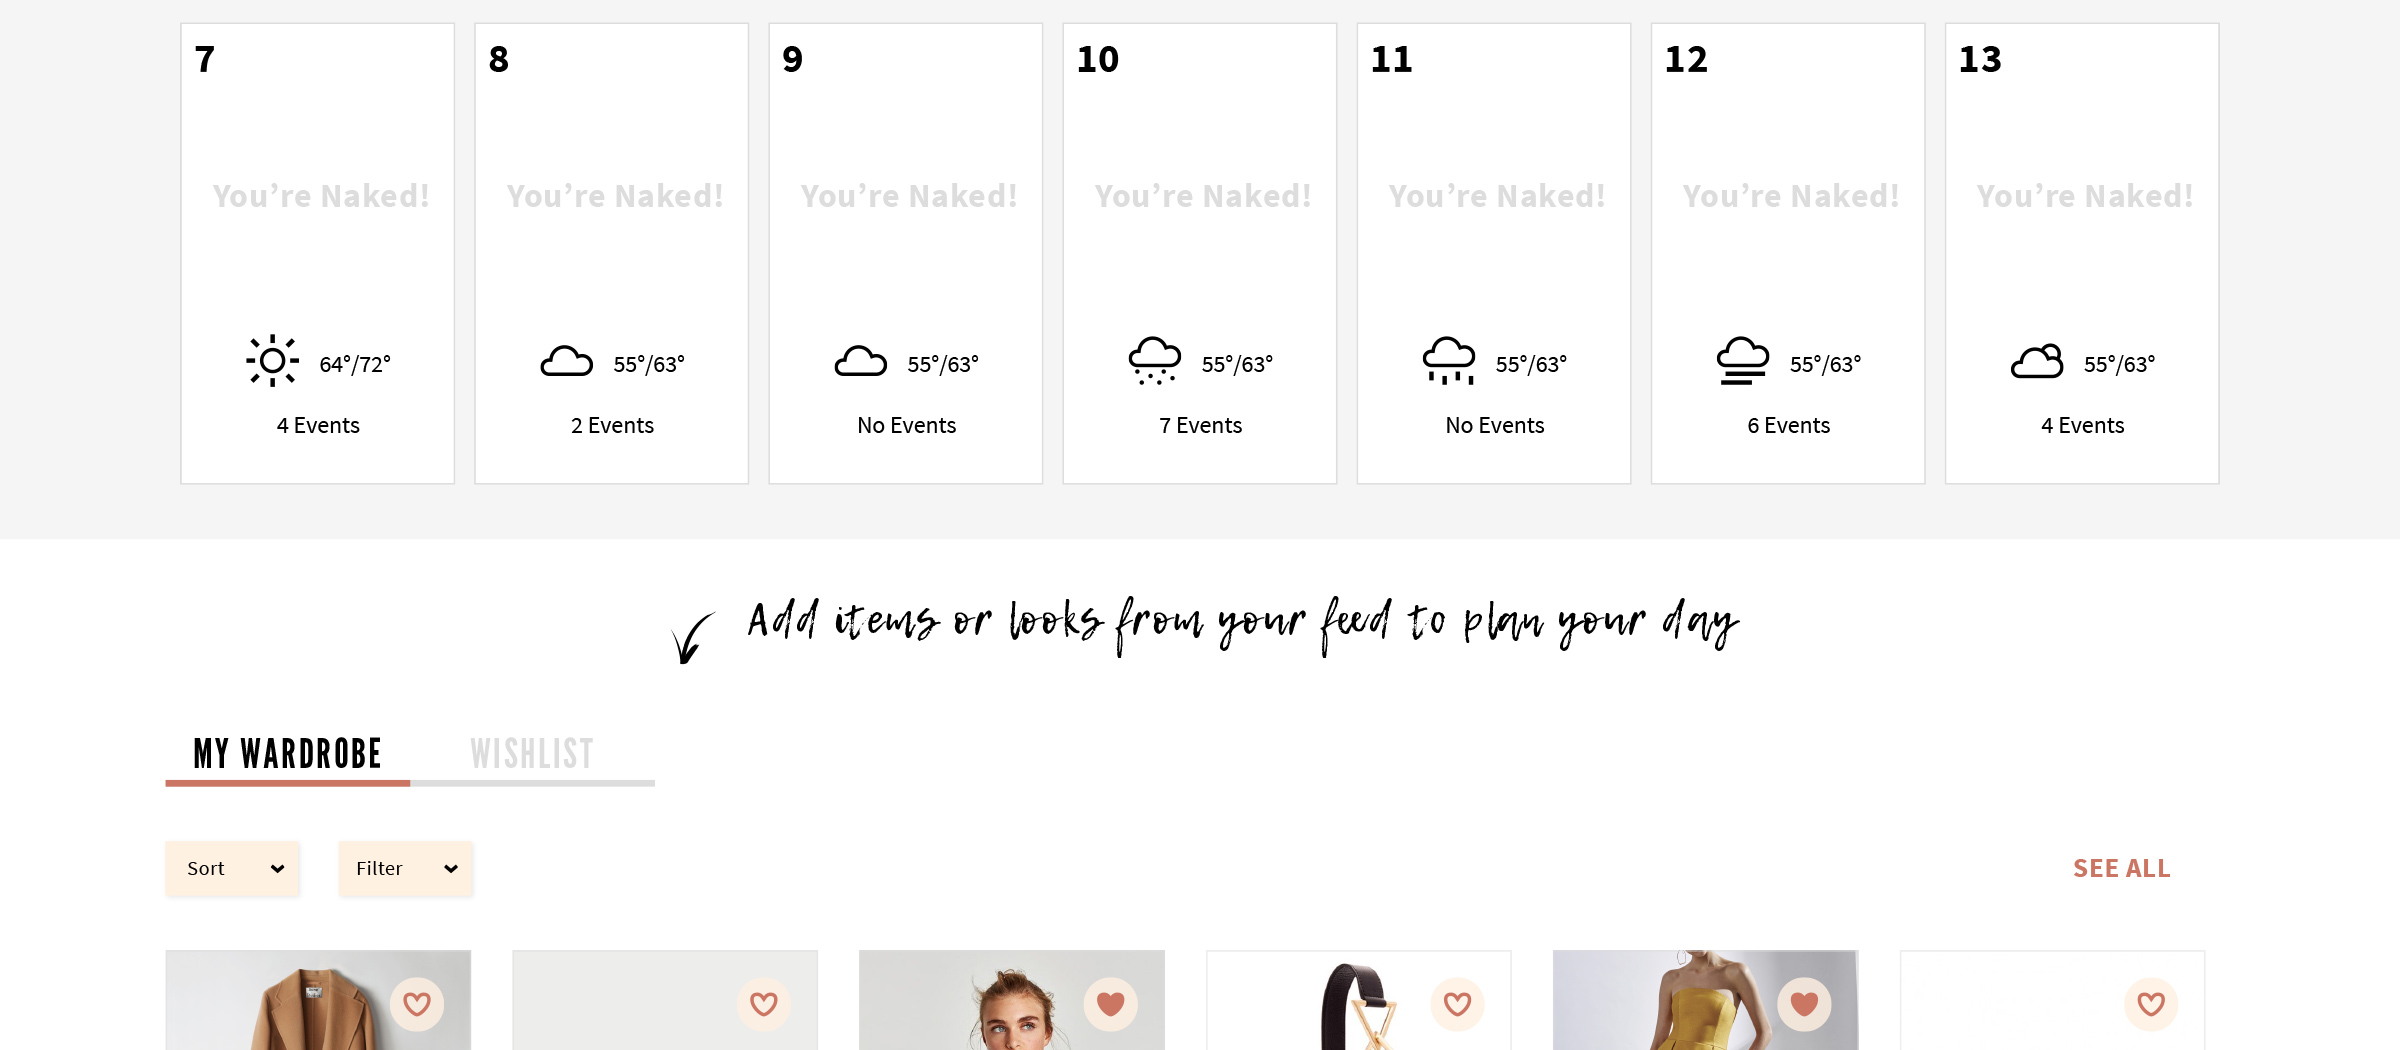 7
8
9
10
11
12
13
You’re Naked!
You’re Naked!
You’re Naked!
You’re Naked!
You’re Naked!
You’re Naked!
You’re Naked!
64°/72°
55°/63°
55°/63°
55°/63°
55°/63°
55°/63°
55°/63°
4 Events
2 Events
No Events
7 Events
No Events
6 Events
4 Events
Add items or looks from your feed to plan your day
MY WARDROBE
WISHLIST
Sort
Filter
SEE ALL